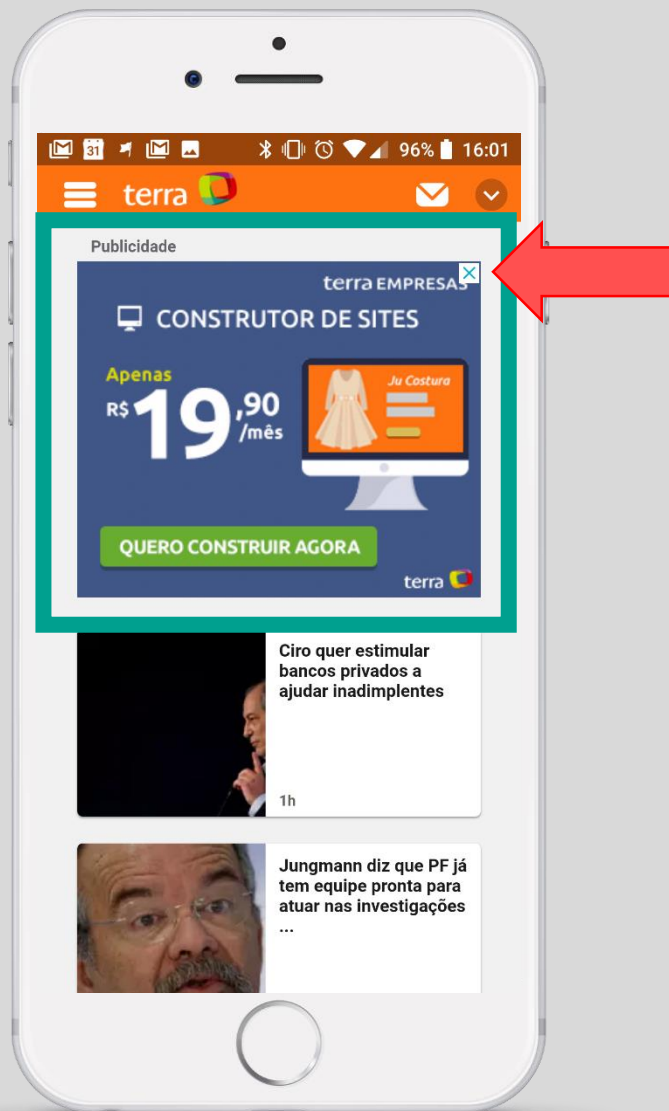 31
96% 16:01
terra
Publicidade
terra EMPRESAS
CONSTRUTOR DE SITES
Apenas
R$ 19,90
/mês
Ju Costura
QUERO CONSTRUIR AGORA
terra
Ciro quer estimular
bancos privados a
ajudar inadimplentes
1h
Jungmann diz que PF já
tem equipe pronta para
atuar nas investigações
...